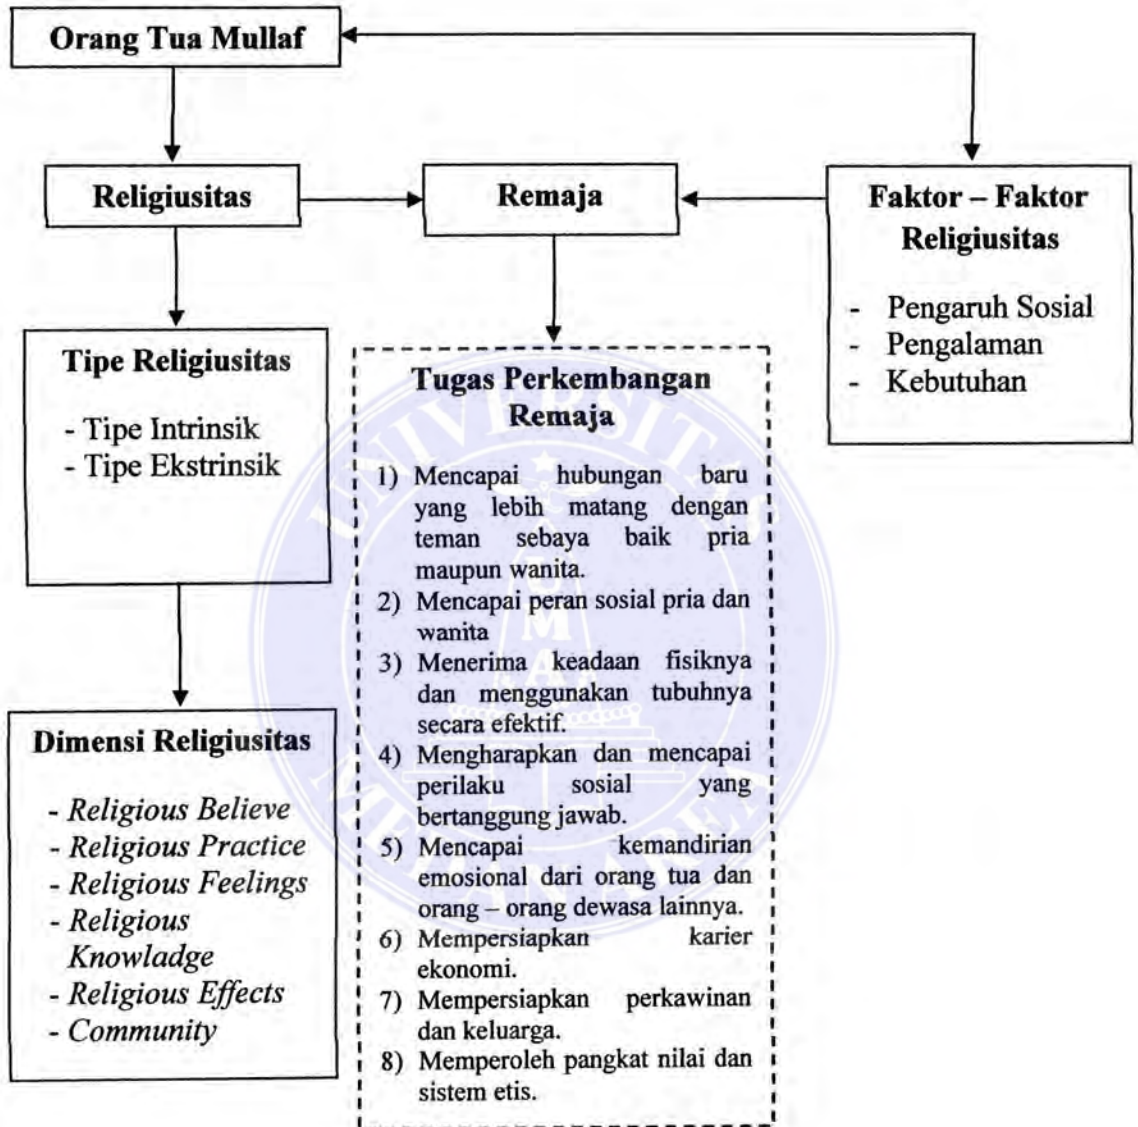 Orang Tua Mullaf
Religiusitas
Remaja
Faktor – Faktor
Religiusitas
- Pengaruh Sosial
- Pengalaman
- Kebutuhan
Tipe Religiusitas
- Tipe Intrinsik
- Tipe Ekstrinsik
Tugas Perkembangan
Remaja
1) Mencapai hubungan baru
yang lebih matang dengan
teman sebaya baik pria
maupun wanita.
2) Mencapai peran sosial pria dan
wanita
3) Menerima keadaan fisiknya
dan menggunakan tubuhnya
secara efektif.
4) Mengharapkan dan mencapai
perilaku sosial yang
bertanggung jawab.
5) Mencapai kemandirian
emosional dari orang tua dan
orang – orang dewasa lainnya.
6) Mempersiapkan karier
ekonomi.
7) Mempersiapkan perkawinan
dan keluarga.
8) Memperoleh pangkat nilai dan
sistem etis.
Dimensi Religiusitas
- Religious Believe
- Religious Practice
- Religious Feelings
- Religious
Knowladge
- Religious Effects
- Community
UNIVERSITAS
MEDAN AREA
UMA